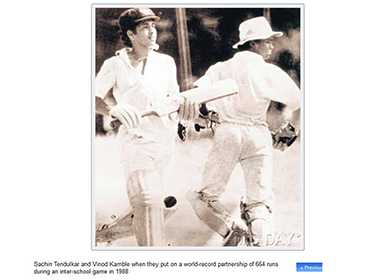 DAY
Sachin Tendulkar and Vinod Kamble when they put on a world-record partnership of 664 runs
during an inter-school game in 1988
« Previous